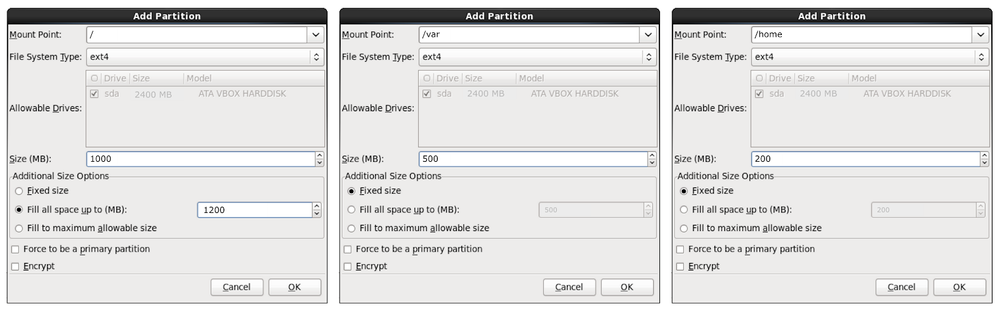 Add Partition
Mount Point: /
File System Type: ext4
Drive Size Model
sda 2400 MB ATA VBOX HARDDISK
Allowable Drives:
Size (MB): 1000
Additional Size Options
Fixed size
Fill all space up to (MB): 1200
Fill to maximum allowable size
Force to be a primary partition
Encrypt
Cancel OK
Add Partition
Mount Point: /var
File System Type: ext4
Drive Size Model
sda 2400 MB ATA VBOX HARDDISK
Allowable Drives:
Size (MB): 500
Additional Size Options
Fixed size
Fill all space up to (MB): 500
Fill to maximum allowable size
Force to be a primary partition
Encrypt
Cancel OK
Add Partition
Mount Point: /home
File System Type: ext4
Drive Size Model
sda 2400 MB ATA VBOX HARDDISK
Allowable Drives:
Size (MB): 200
Additional Size Options
Fixed size
Fill all space up to (MB): 200
Fill to maximum allowable size
Force to be a primary partition
Encrypt
Cancel OK